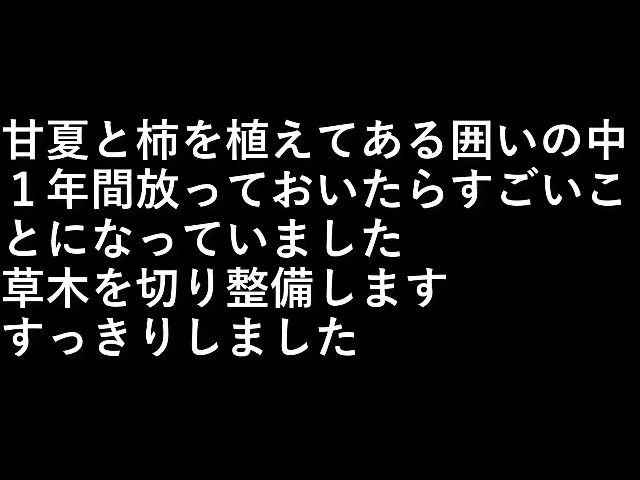 甘夏と柿を植えてある囲いの中
１年間放っておいたらすごいこ
とになっていました
草木を切り整備します
すっきりしました